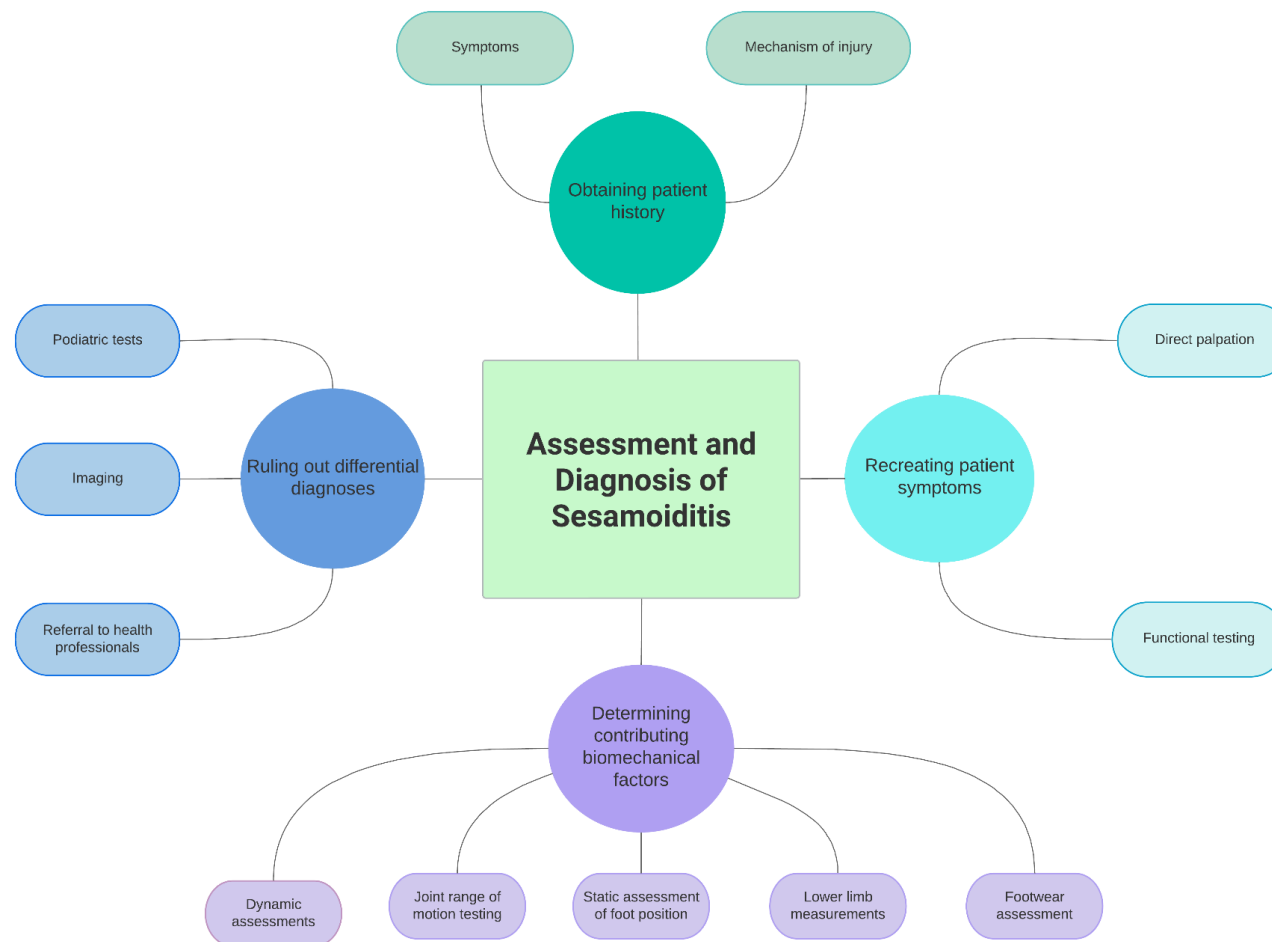 Symptoms
Mechanism of injury
Obtaining patient
history
Podiatric tests
Direct palpation
Assessment and
Diagnosis of
Sesamoiditis
Ruling out differential
diagnoses
Recreating patient
symptoms
Imaging
Referral to health
professionals
Functional testing
Determining
contributing
biomechanical
factors
Dynamic
assessments
Joint range of
motion testing
Static assessment
of foot position
Lower limb
measurements
Footwear
assessment